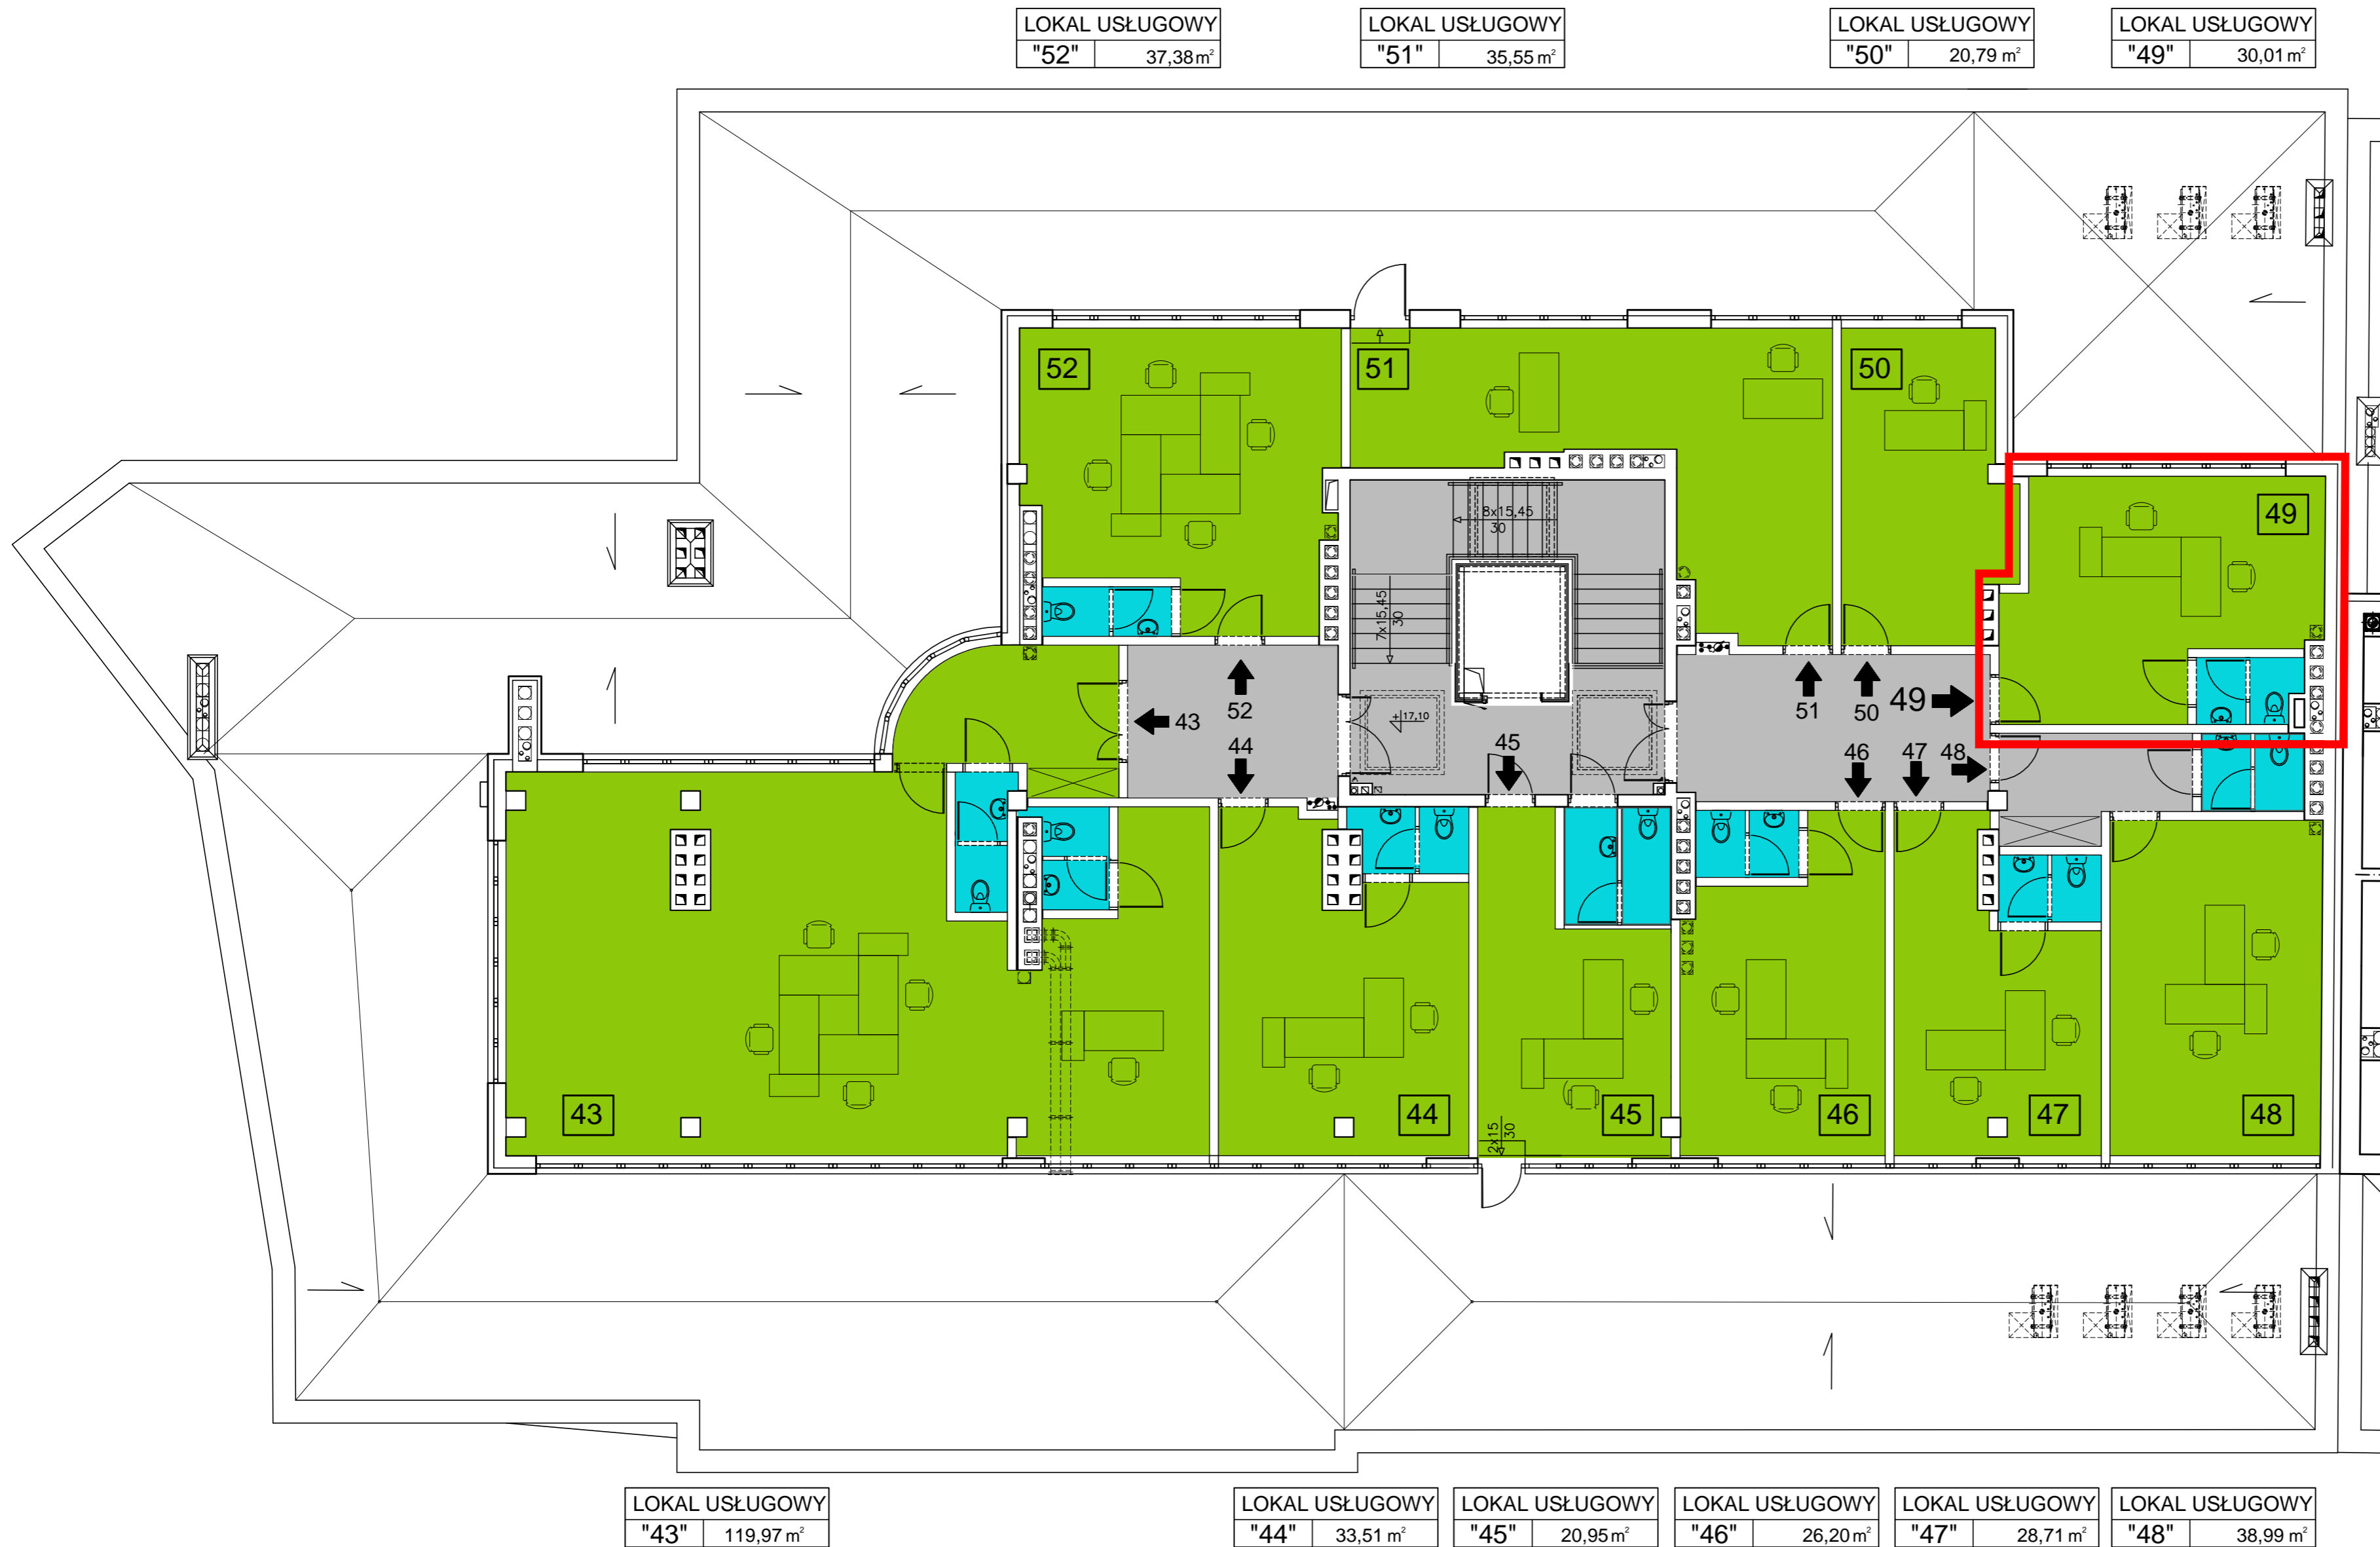 LOKAL USŁUGOWY
"52" 37,38 m²
LOKAL USŁUGOWY
"51" 35,55 m²
LOKAL USŁUGOWY
"50" 20,79 m²
LOKAL USŁUGOWY
"49" 30,01 m²
52
51
50
49
8x15,45
30
7x15,45
30
+17,10
43
52
44
45
51
50
49
46
47
48
43
44
45
46
47
48
2x15
30
LOKAL USŁUGOWY
"43" 119,97 m²
LOKAL USŁUGOWY
"44" 33,51 m²
LOKAL USŁUGOWY
"45" 20,95 m²
LOKAL USŁUGOWY
"46" 26,20 m²
LOKAL USŁUGOWY
"47" 28,71 m²
LOKAL USŁUGOWY
"48" 38,99 m²